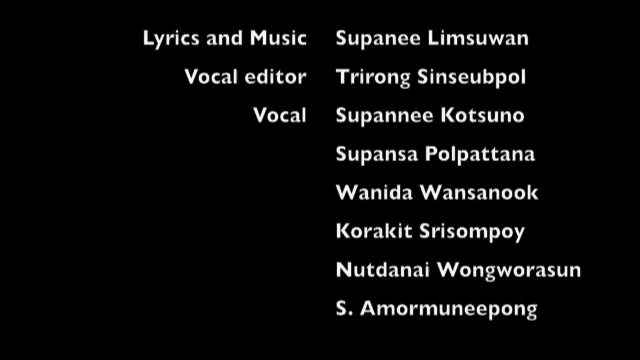 Lyrics and Music Supanee Limsuwan
Vocal editor Trirong Sinseubpol
Vocal Supannee Kotsuno
Supansa Polpattana
Wanida Wansanook
Korakit Srisompoy
Nutdanai Wongworasun
S. Amormuneepong